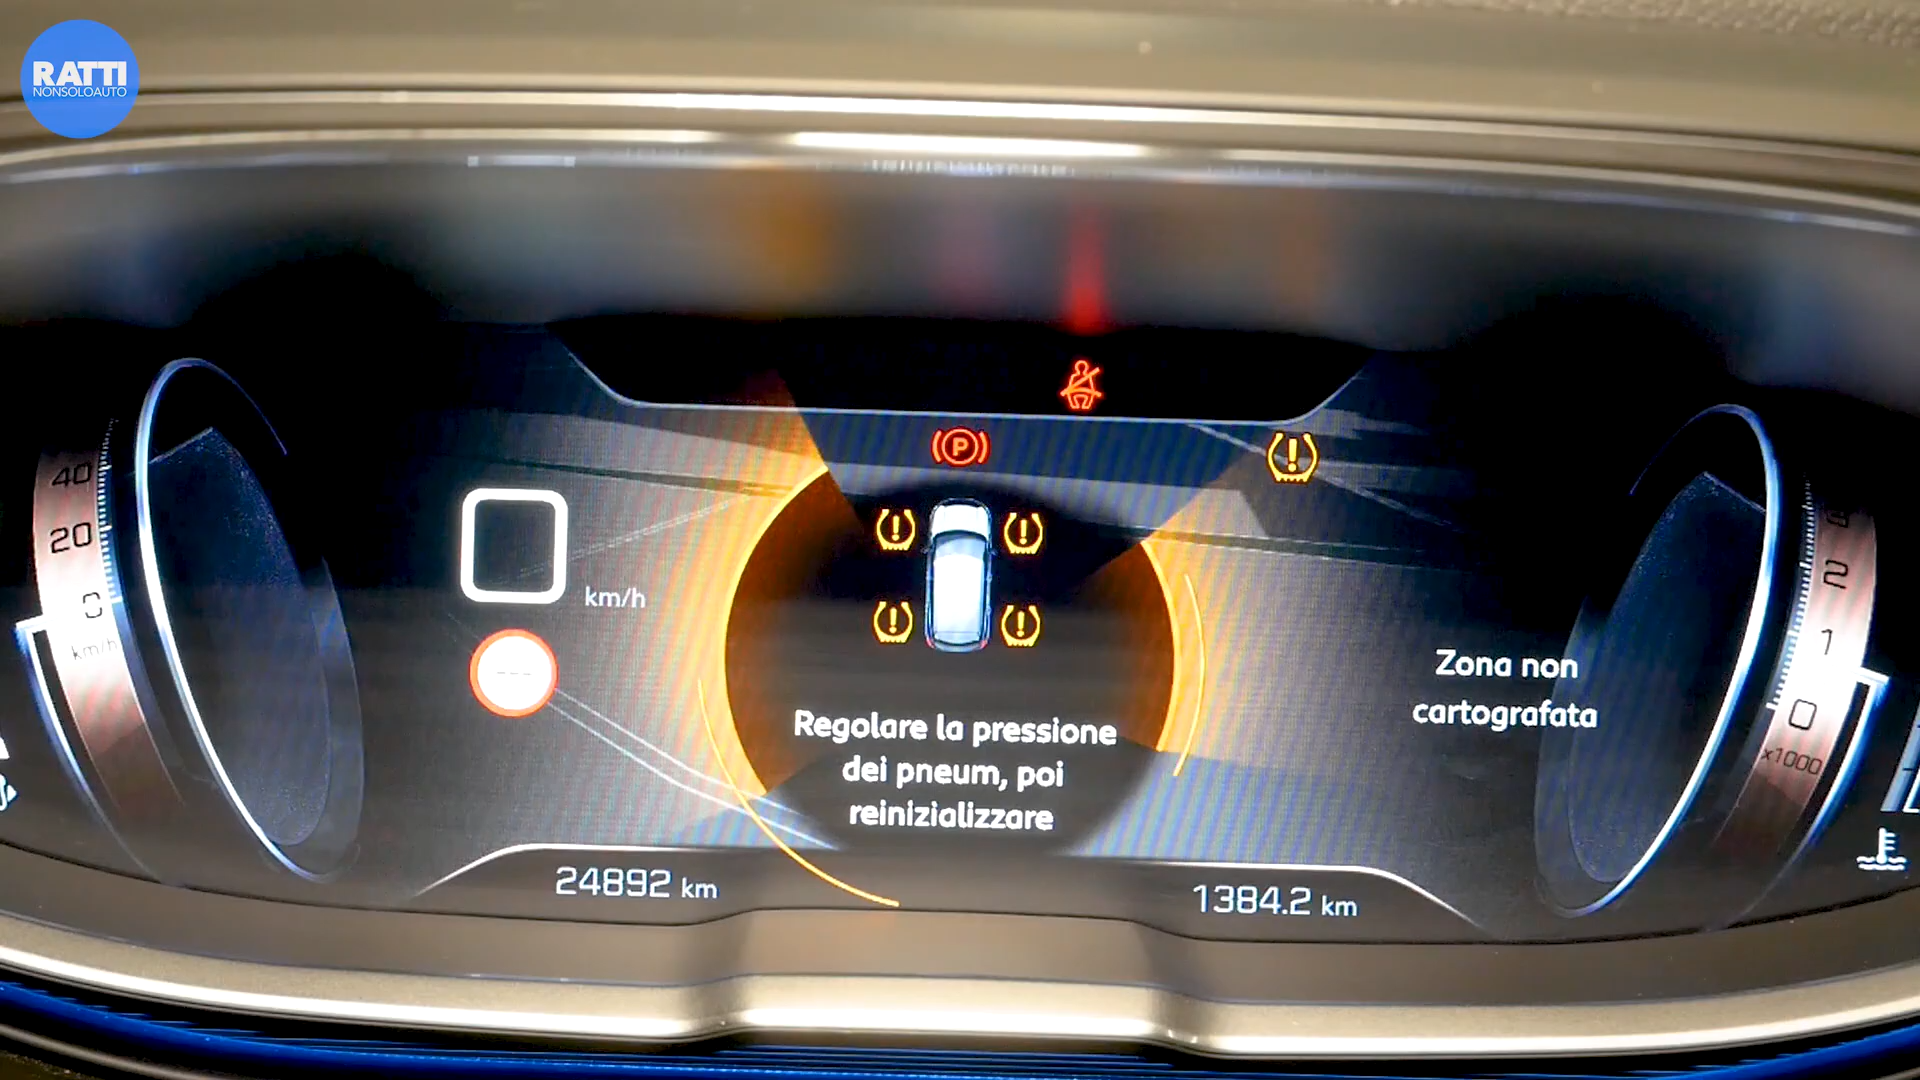 RATTI
NONSOLOAUTO
P
40
20
0
km/h
km/h
---
Regolare la pressione
dei pneum, poi
reinizializzare
Zona non
cartografata
2
1
0
x1000
24892 km
1384.2 km